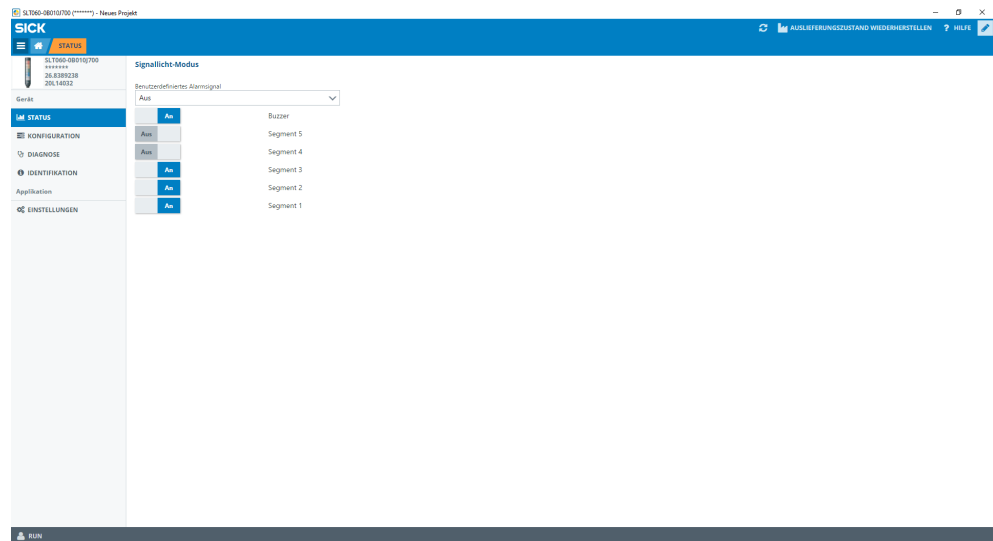 SLT060-0B010J700 (*******) - Neues Projekt
SICK
AUSLIEFERUNGSZUSTAND WIEDERHERSTELLEN
? HILFE
STATUS
SLT060-0B010J700
*******
26.8389238
20L14032
Gerät
STATUS
KONFIGURATION
DIAGNOSE
IDENTIFIKATION
Applikation
EINSTELLUNGEN
Signallicht-Modus
Benutzerdefiniertes Alarmsignal
Aus
An Buzzer
Aus Segment 5
Aus Segment 4
An Segment 3
An Segment 2
An Segment 1
RUN